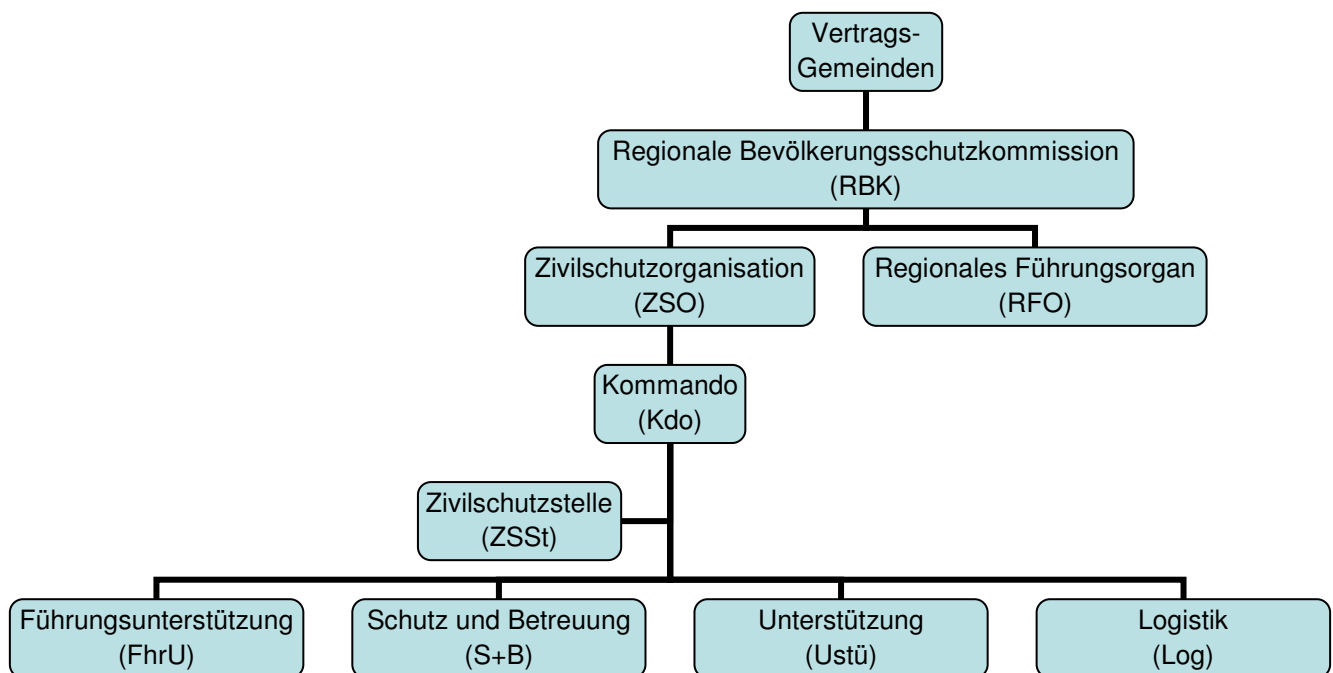 Vertrags-
Gemeinden
Regionale Bevölkerungsschutzkommission
(RBK)
Zivilschutzorganisation
(ZSO)
Regionales Führungsorgan
(RFO)
Kommando
(Kdo)
Zivilschutzstelle
(ZSSt)
Führungsunterstützung
(FhrU)
Schutz und Betreuung
(S+B)
Unterstützung
(Ustü)
Logistik
(Log)